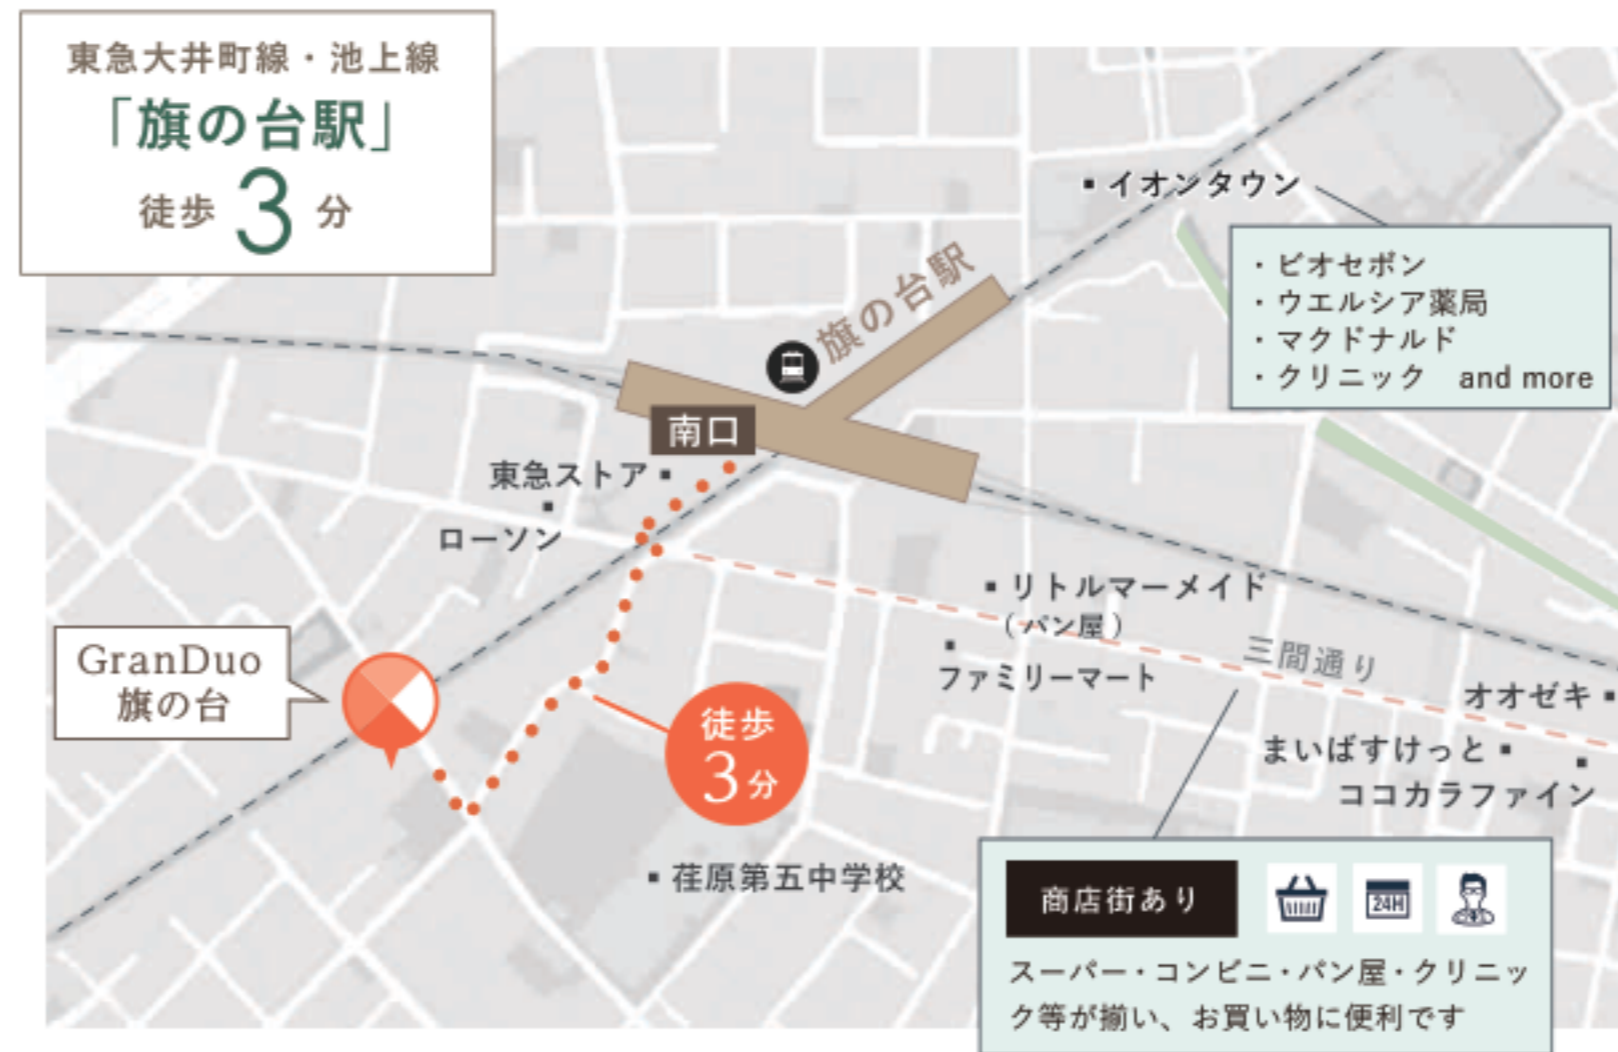 東急大井町線・池上線
「旗の台駅」
徒歩 3 分
イオンタウン
・ビオセボン
・ウエルシア薬局
・マクドナルド
・クリニック　and more
旗の台駅
南口
東急ストア
ローソン
リトルマーメイド
（パン屋）
ファミリーマート
三間通り
GranDuo
旗の台
オオゼキ
徒歩
3分
まいばすけっと
ココカラファイン
荏原第五中学校
商店街あり
24H
スーパー・コンビニ・パン屋・クリニッ
ク等が揃い、お買い物に便利です